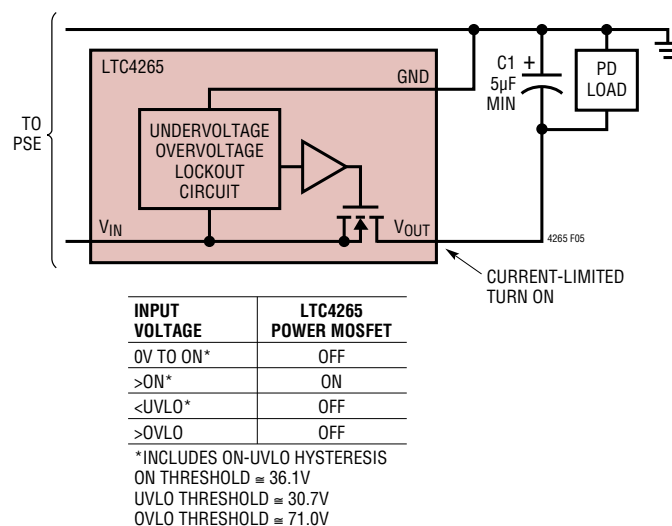 LTC4265
GND
C1 +
5µF
MIN
PD
LOAD
TO
PSE
UNDERVOLTAGE
OVERVOLTAGE
LOCKOUT
CIRCUIT
VIN
VOUT
4265 F05
CURRENT-LIMITED
TURN ON
INPUT VOLTAGE LTC4265 POWER MOSFET
0V TO ON* OFF
>ON* ON
<UVLO* OFF
>OVLO OFF
*INCLUDES ON-UVLO HYSTERESIS
ON THRESHOLD ≅ 36.1V
UVLO THRESHOLD ≅ 30.7V
OVLO THRESHOLD ≅ 71.0V